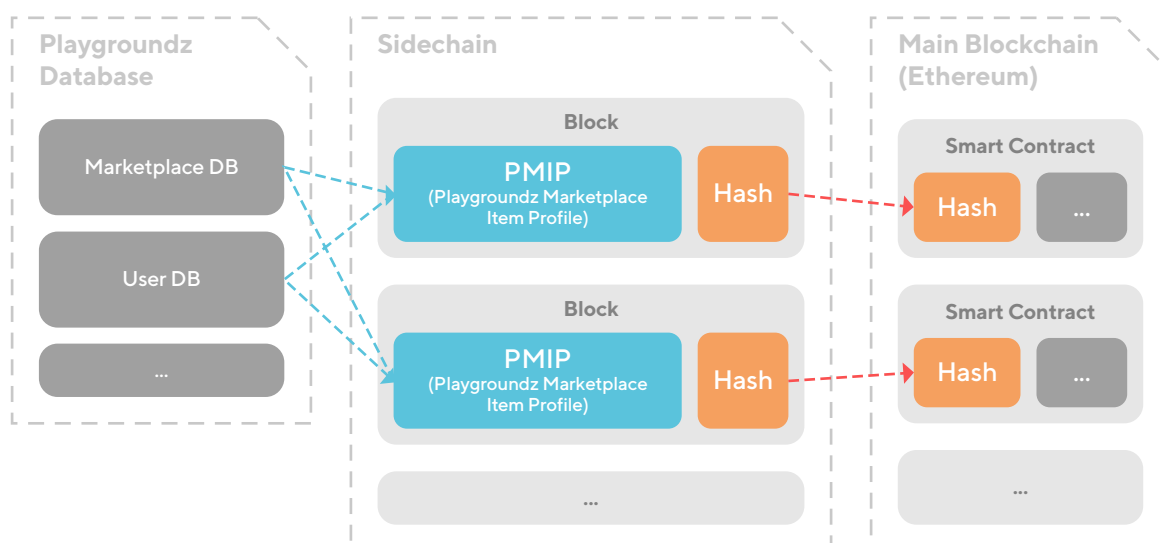 Playgroundz
Database
Marketplace DB
User DB
...
Sidechain
Block
PMIP
(Playgroundz Marketplace
Item Profile)
Hash
Block
PMIP
(Playgroundz Marketplace
Item Profile)
Hash
...
Main Blockchain
(Ethereum)
Smart Contract
Hash
...
Smart Contract
Hash
...
...